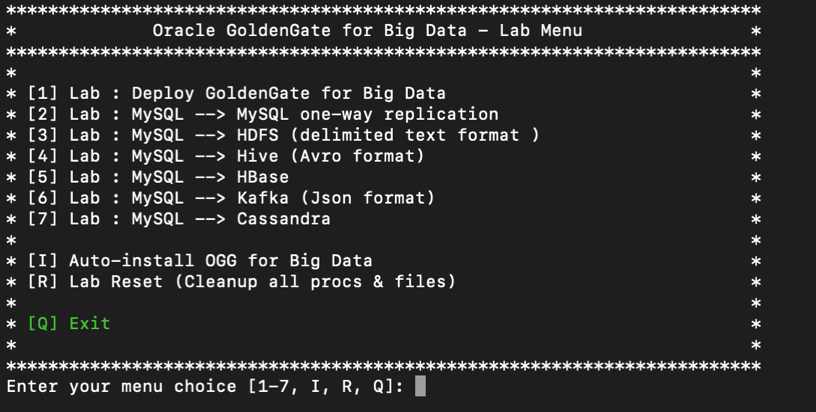 ************************************************************************
* Oracle GoldenGate for Big Data - Lab Menu *
************************************************************************
* *
* [1] Lab : Deploy GoldenGate for Big Data *
* [2] Lab : MySQL --> MySQL one-way replication *
* [3] Lab : MySQL --> HDFS (delimited text format ) *
* [4] Lab : MySQL --> Hive (Avro format) *
* [5] Lab : MySQL --> HBase *
* [6] Lab : MySQL --> Kafka (Json format) *
* [7] Lab : MySQL --> Cassandra *
* *
* [I] Auto-install OGG for Big Data *
* [R] Lab Reset (Cleanup all procs & files) *
* *
* [Q] Exit *
* *
************************************************************************
Enter your menu choice [1-7, I, R, Q]: